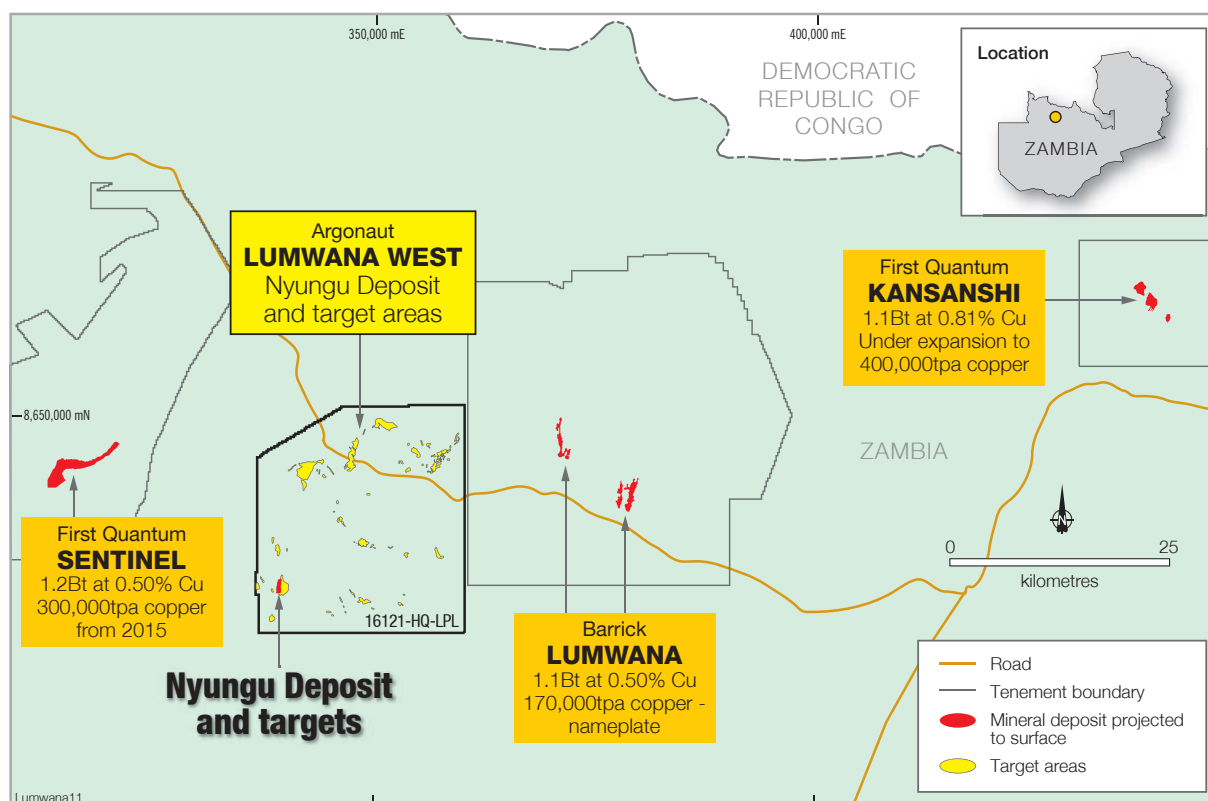 350,000 mE
400,000 mE
DEMOCRATIC
REPUBLIC OF
CONGO
Location
ZAMBIA
Argonaut
LUMWANA WEST
Nyungu Deposit
and target areas
First Quantum
KANSANSHI
1.1Bt at 0.81% Cu
Under expansion to
400,000tpa copper
8,650,000 mN
ZAMBIA
First Quantum
SENTINEL
1.2Bt at 0.50% Cu
300,000tpa copper
from 2015
16121-HQ-LPL
N
0
25
kilometres
Barrick
LUMWANA
1.1Bt at 0.50% Cu
170,000tpa copper -
nameplate
Nyungu Deposit
and targets
Road
Tenement boundary
Mineral deposit projected
to surface
Target areas
Lumwana11